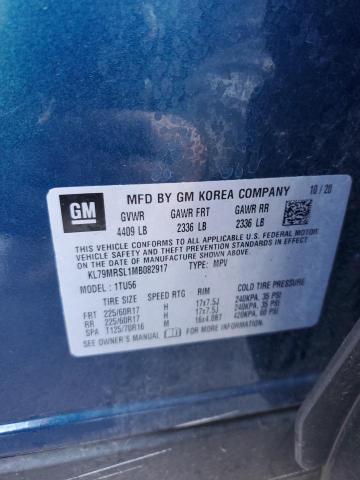 GM
MFD BY GM KOREA COMPANY 10/20
GVWR GAWR FRT GAWR RR
4409 LB 2336 LB 2336 LB
THIS VEHICLE CONFORMS TO ALL APPLICABLE U.S. FEDERAL MOTOR
VEHICLE SAFETY AND THEFT PREVENTION STANDARDS IN EFFECT
ON THE DATE OF MANUFACTURE SHOWN ABOVE.
KL79MRSL1MB082917 TYPE: MPV
MODEL: 1TU56
TIRE SIZE SPEED RTG RIM COLD TIRE PRESSURE
FRT 225/60R17 H 17x7.5J 240KPA, 35 PSI
RR 225/60R17 H 17x7.5J 240KPA, 35 PSI
SPA T125/70R16 M 16x4.0BT 420KPA, 60 PSI
SEE OWNER'S MANUAL FOR ADDITIONAL INFORMATION.